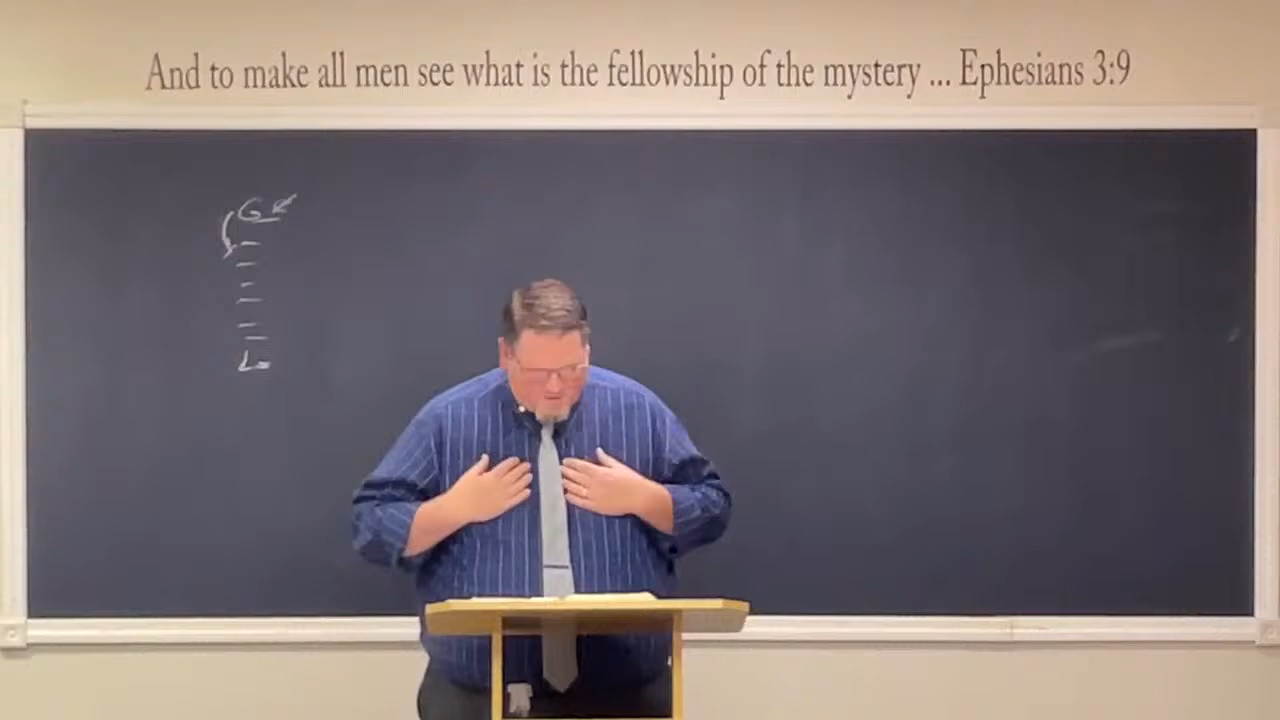 And to make all men see what is the fellowship of the mystery ... Ephesians 3:9
G
L